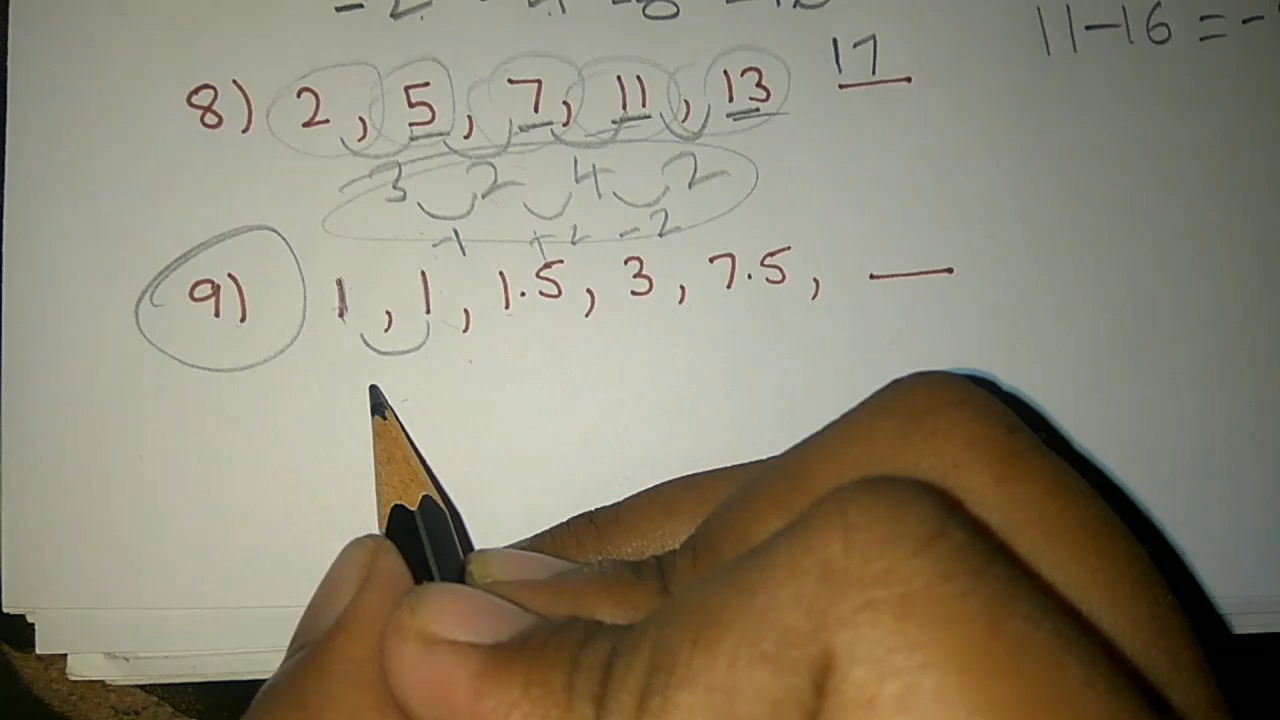 11-16 = -
8) 2, 5, 7, 11, 13 17
3 2 4 2
-1 +2 -2
9) 1, 1, 1.5, 3, 7.5, __